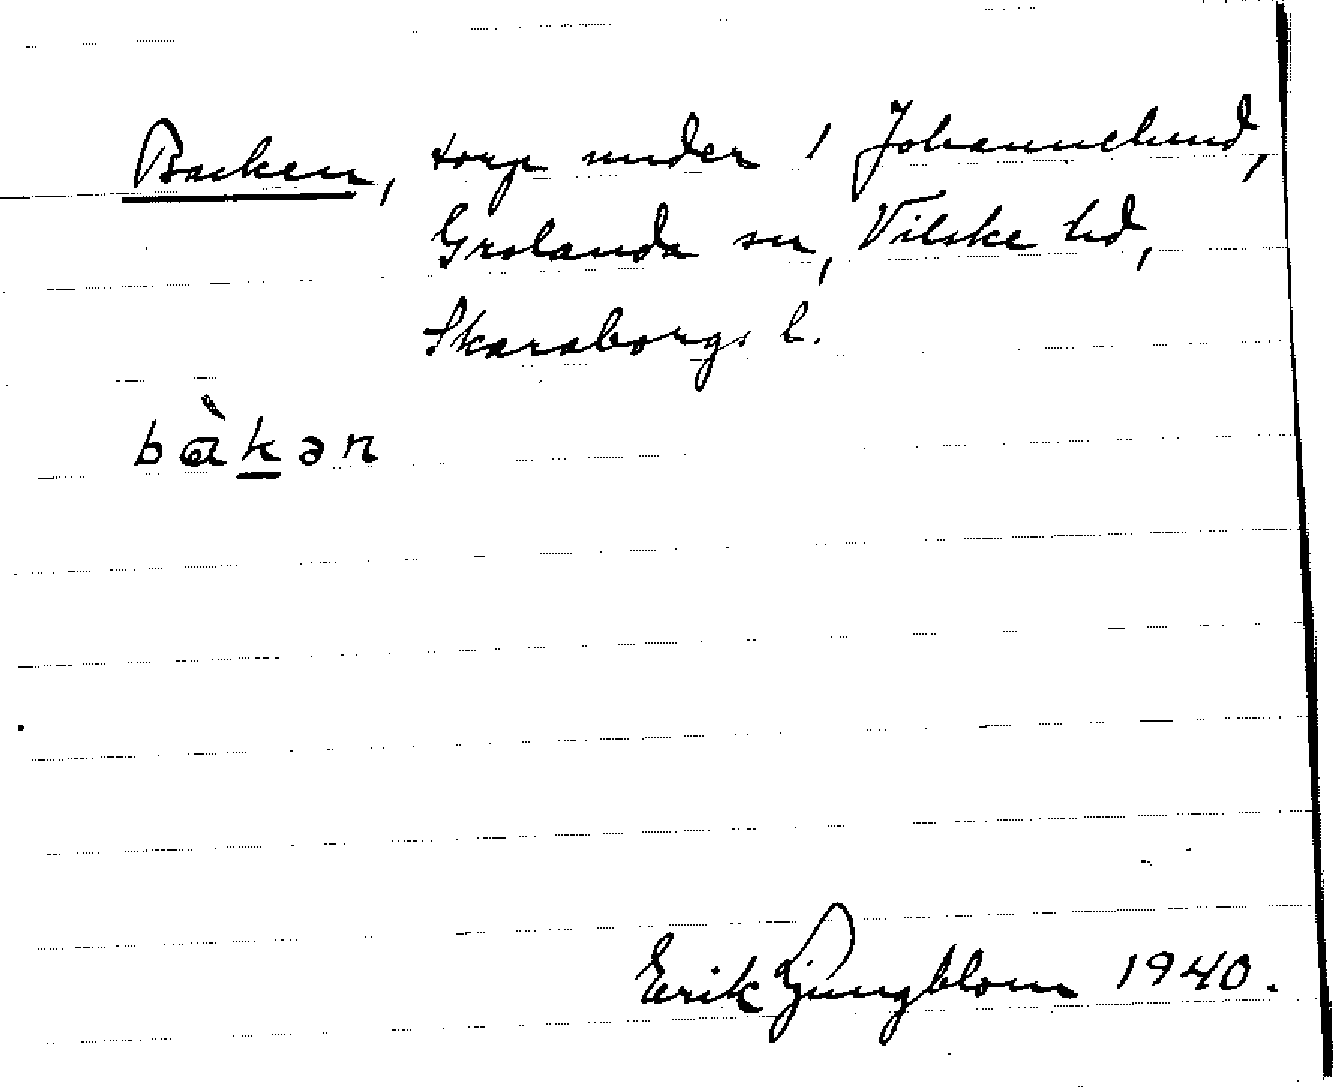 Backen, torp under 1 Johannelund,
Grolanda sn, Vilske hd,
Skaraborgs l.
bàkən
Erik Ljungblom 1940.